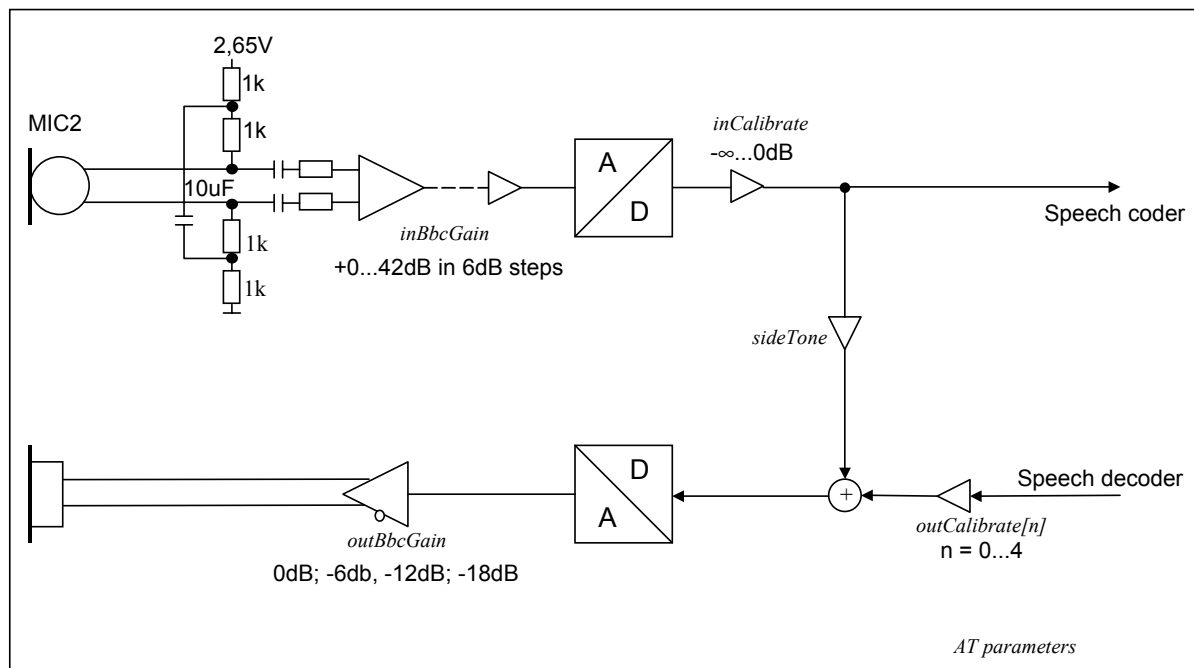 2,65V
1k
MIC2
1k
10uF
1k
1k
inBbcGain
+0...42dB in 6dB steps
A
D
inCalibrate
-∞...0dB
Speech coder
sideTone
outBbcGain
0dB; -6db, -12dB; -18dB
D
A
+
Speech decoder
outCalibrate[n]
n = 0...4
AT parameters